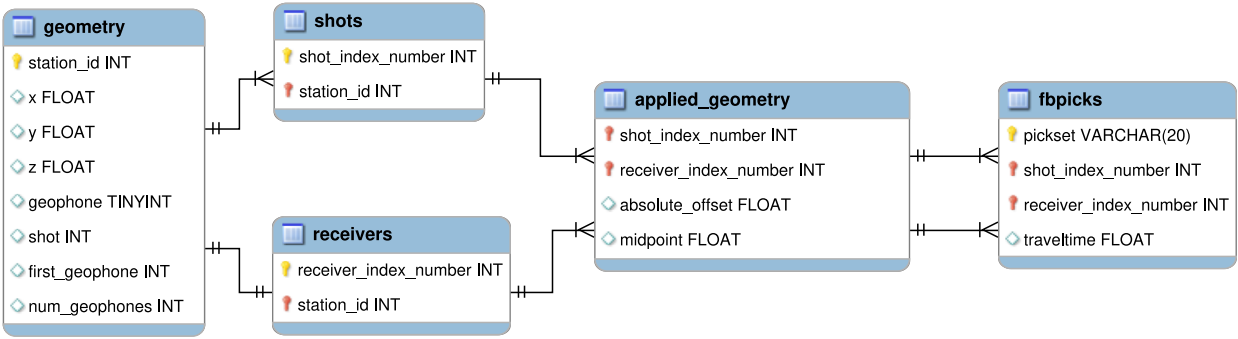 geometry
station_id INT
x FLOAT
y FLOAT
z FLOAT
geophone TINYINT
shot INT
first_geophone INT
num_geophones INT
shots
shot_index_number INT
station_id INT
receivers
receiver_index_number INT
station_id INT
applied_geometry
shot_index_number INT
receiver_index_number INT
absolute_offset FLOAT
midpoint FLOAT
fbpicks
pickset VARCHAR(20)
shot_index_number INT
receiver_index_number INT
traveltime FLOAT